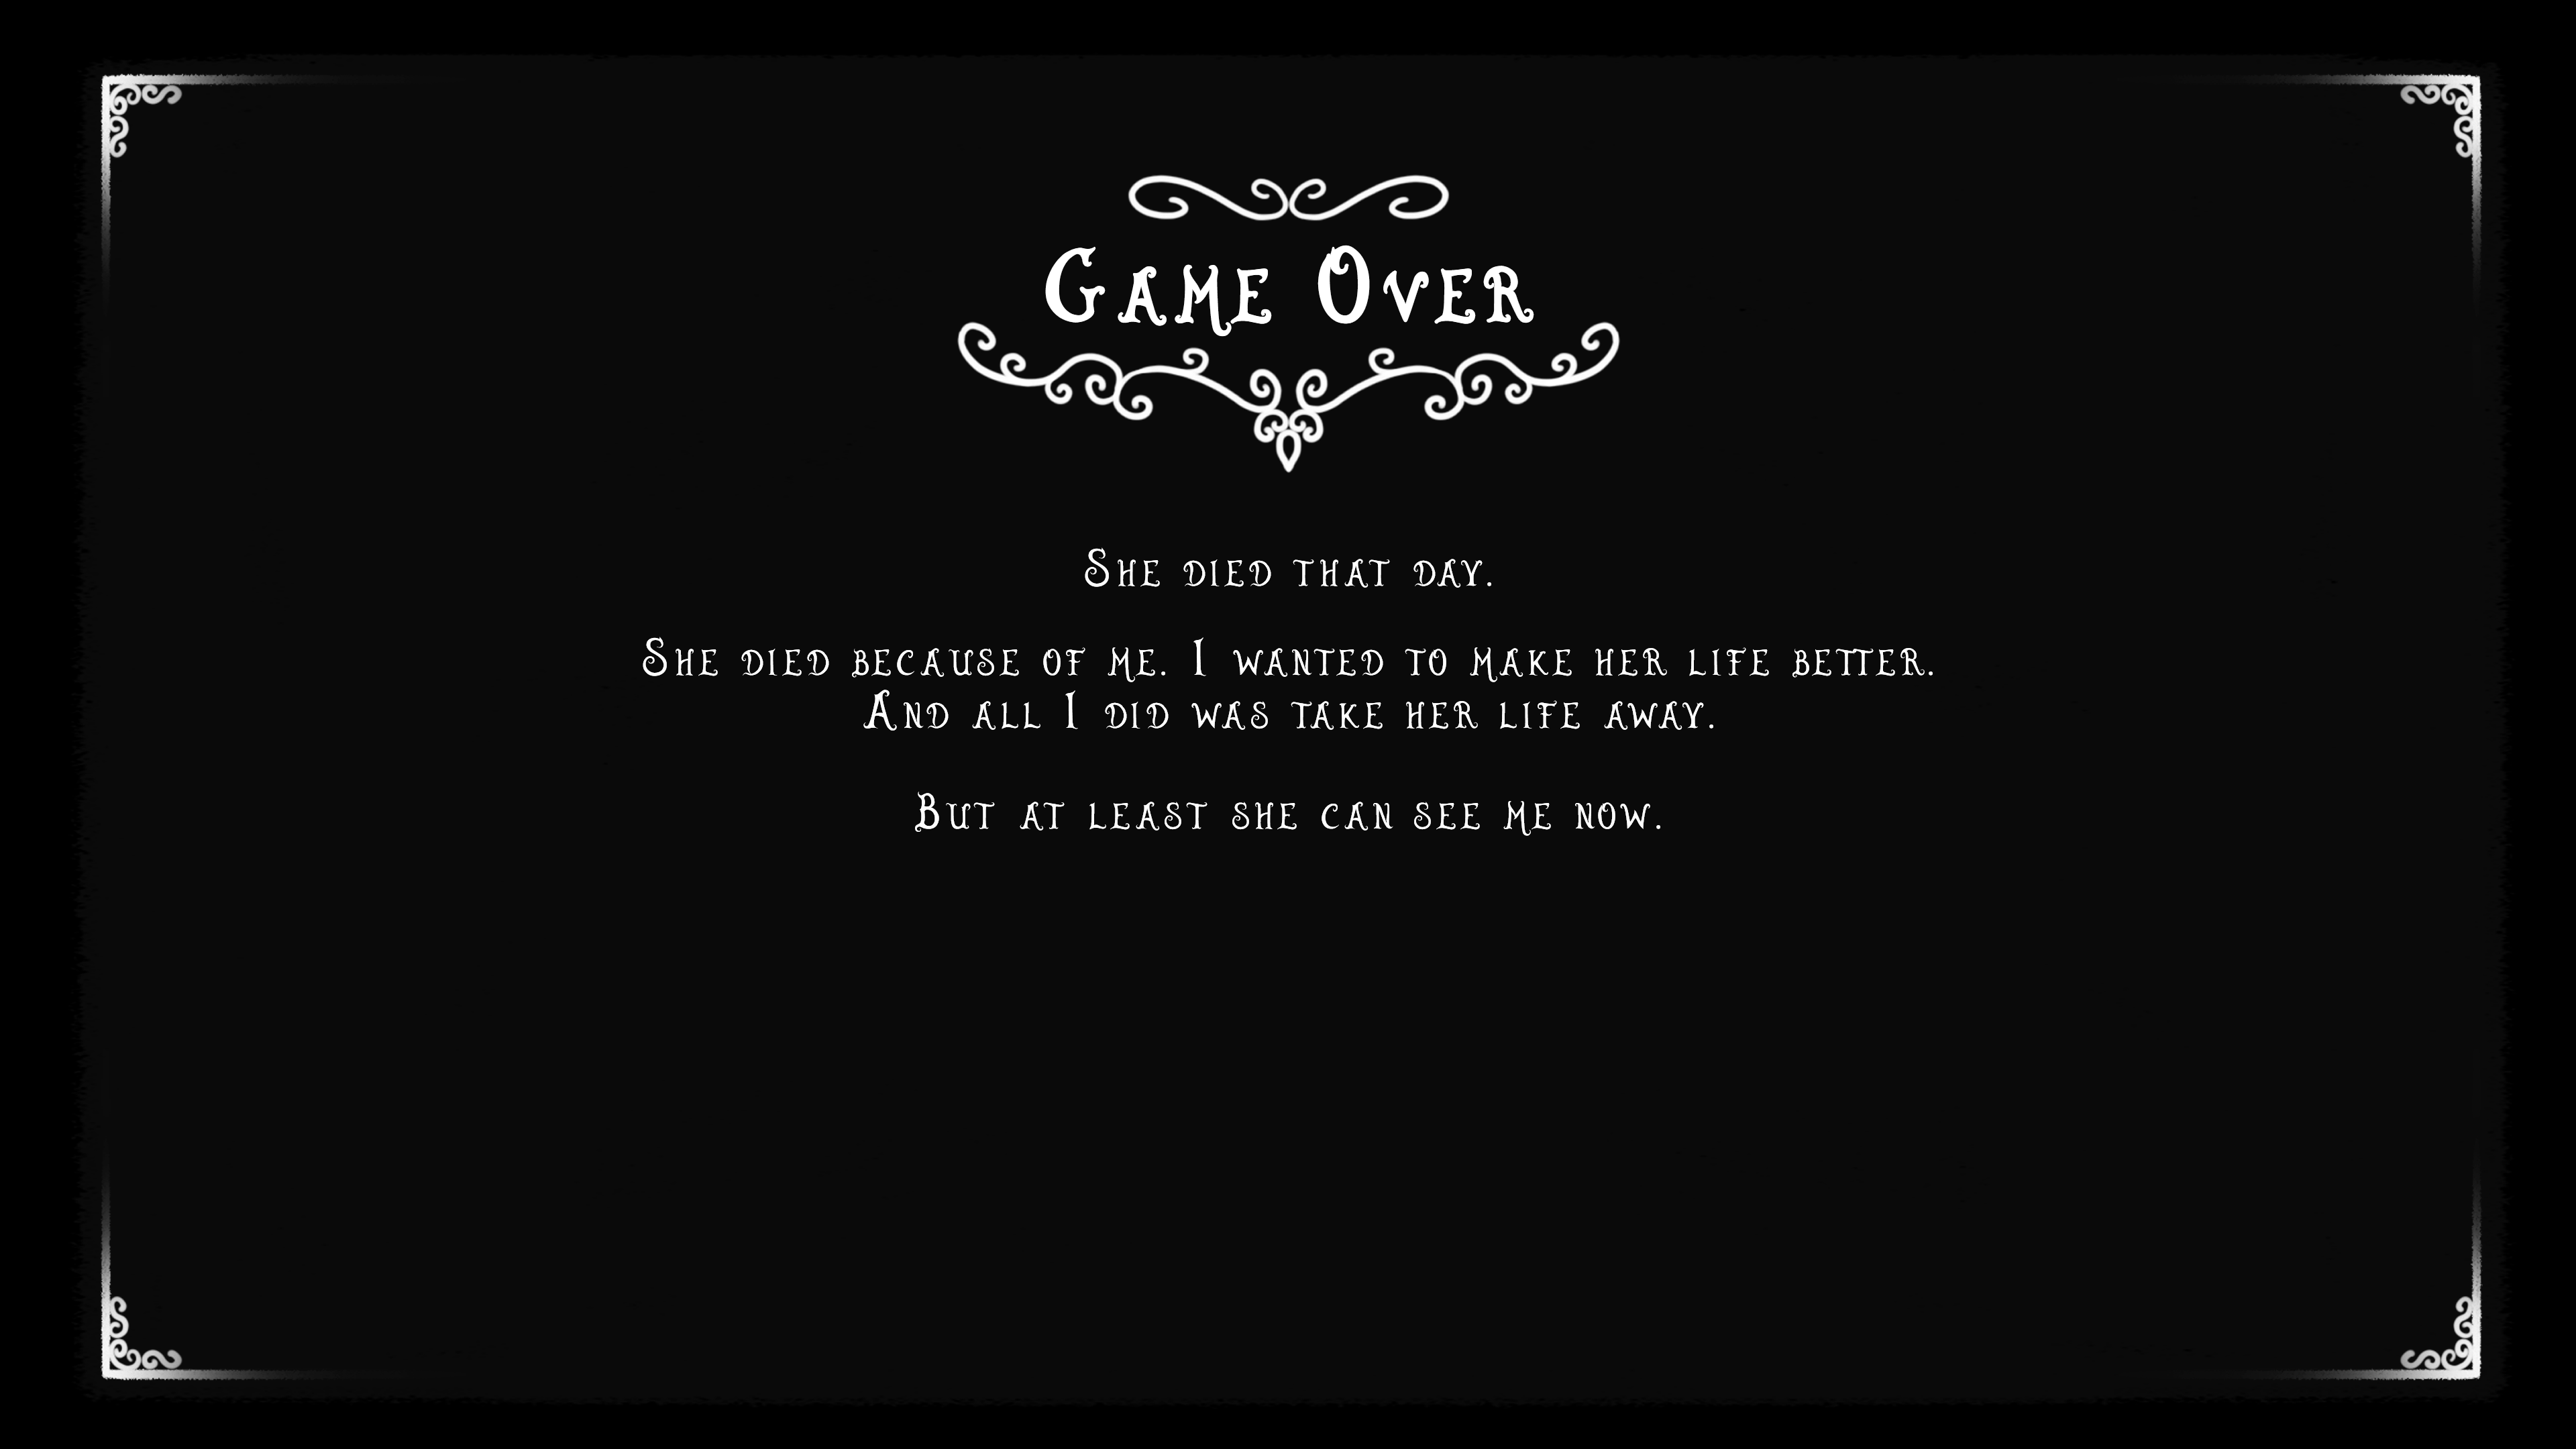 Game Over
She died that day.
She died because of me. I wanted to make her life better.
And all I did was take her life away.
But at least she can see me now.